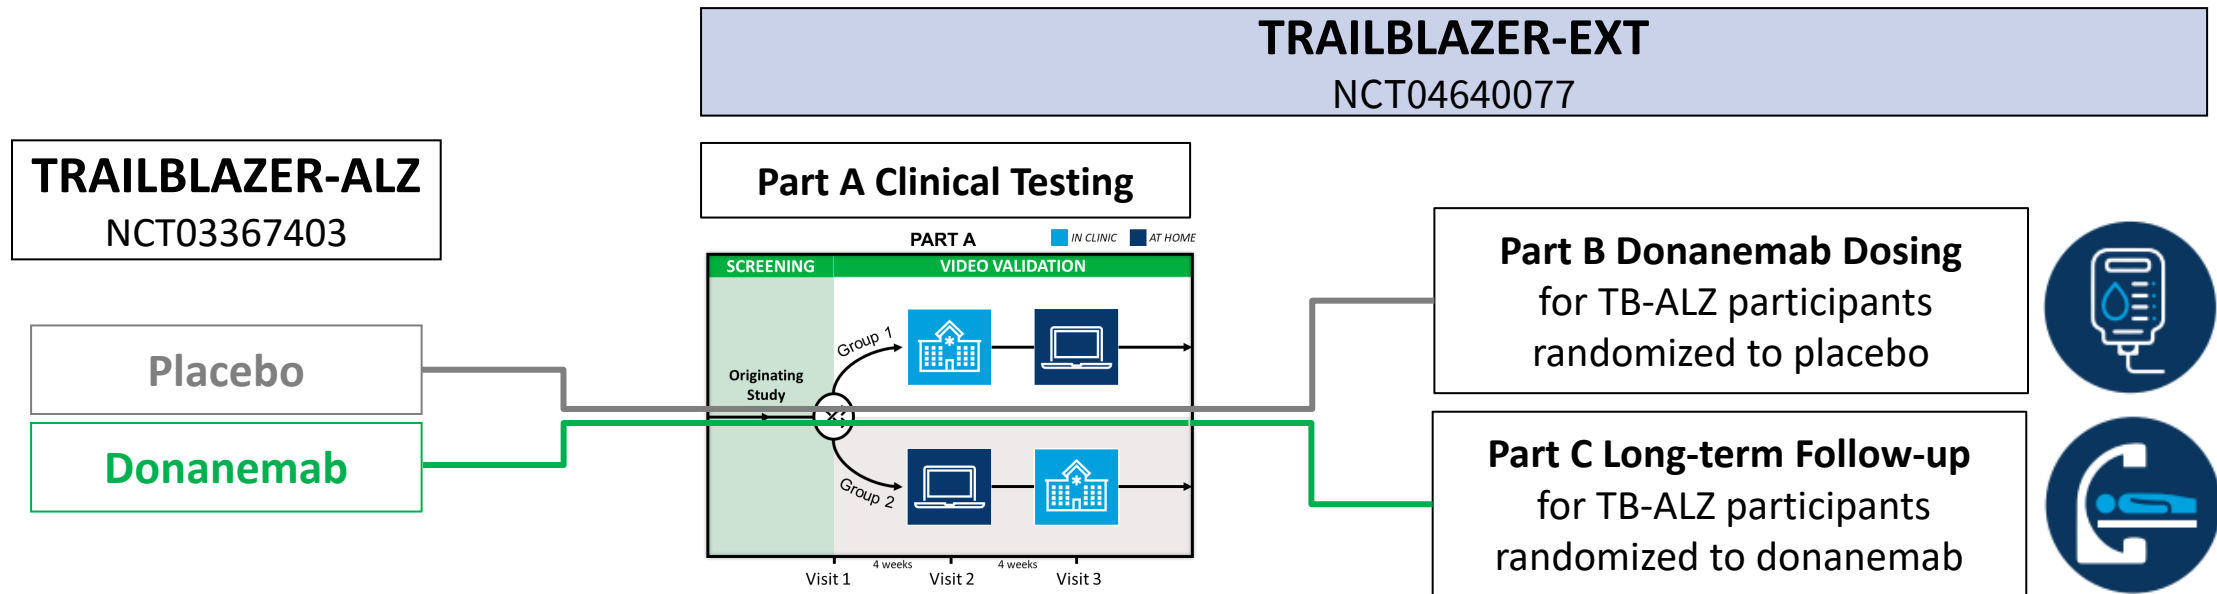 TRAILBLAZER-EXT
NCT04640077
TRAILBLAZER-ALZ
NCT03367403
Part A Clinical Testing
PART A
IN CLINIC
AT HOME
SCREENING
VIDEO VALIDATION
Group 1
Originating
Study
Group 2
Visit 1
4 weeks
Visit 2
4 weeks
Visit 3
Placebo
Donanemab
Part B Donanemab Dosing
for TB-ALZ participants
randomized to placebo
Part C Long-term Follow-up
for TB-ALZ participants
randomized to donanemab